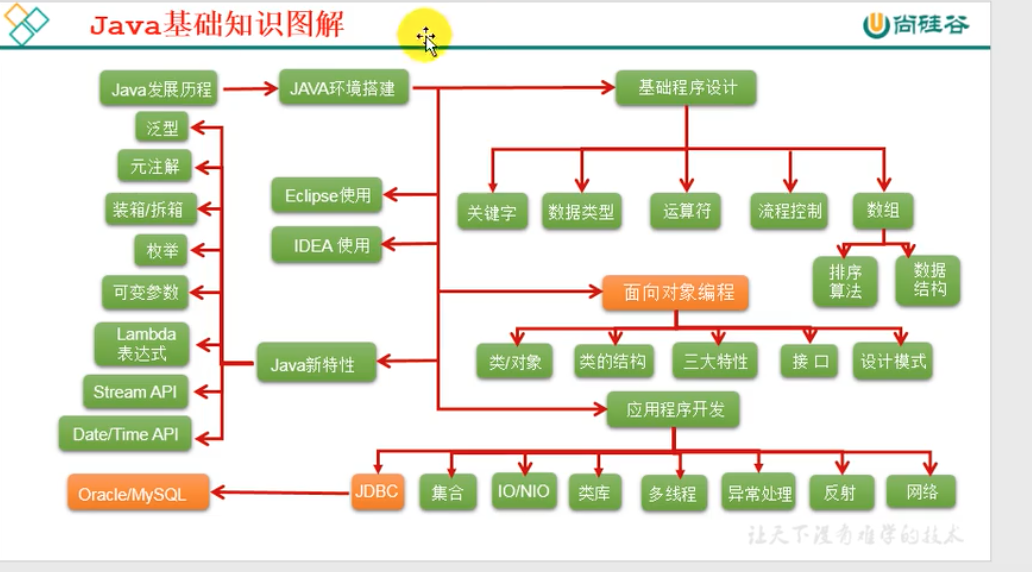 Java基础知识图解
尚硅谷
Java发展历程
JAVA环境搭建
基础程序设计
泛型
元注解
装箱/拆箱
枚举
可变参数
Lambda
表达式
Stream API
Date/Time API
Java新特性
Eclipse使用
IDEA 使用
关键字
数据类型
运算符
流程控制
数组
排序
算法
数据
结构
面向对象编程
类/对象
类的结构
三大特性
接 口
设计模式
应用程序开发
Oracle/MySQL
JDBC
集合
IO/NIO
类库
多线程
异常处理
反射
网络
让天下没有难学的技术